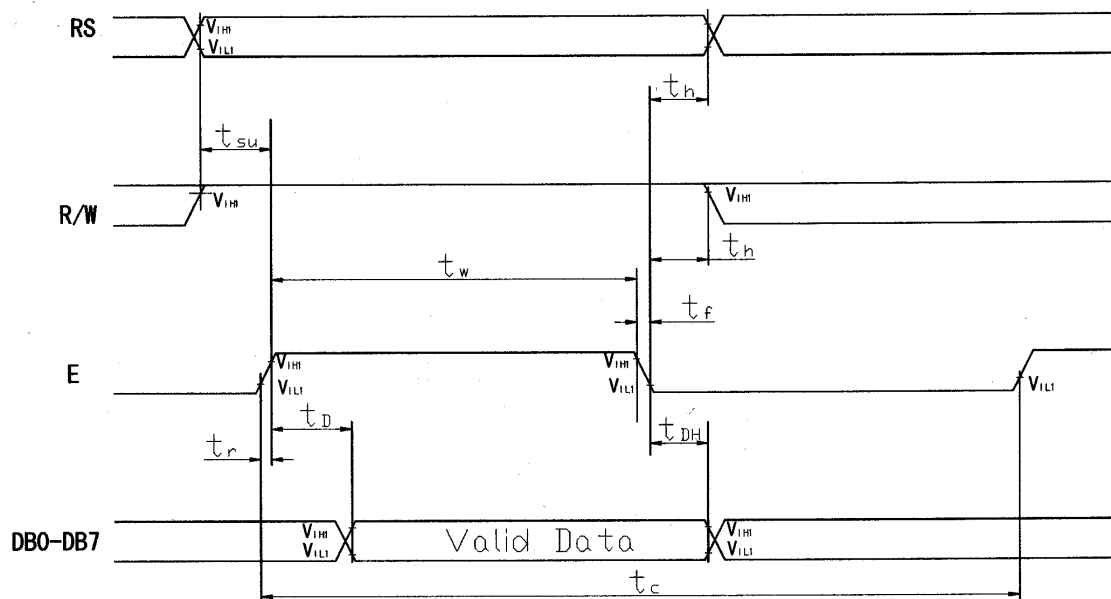 RS
VIH1
VIL1
th
tsu
R/W
VIH1
VIH1
th
tw
tf
E
VIH1
VIL1
VIH1
VIL1
VIL1
tD
tDH
tr
DB0-DB7
VIH1
VIL1
Valid Data
VIH1
VIL1
tc